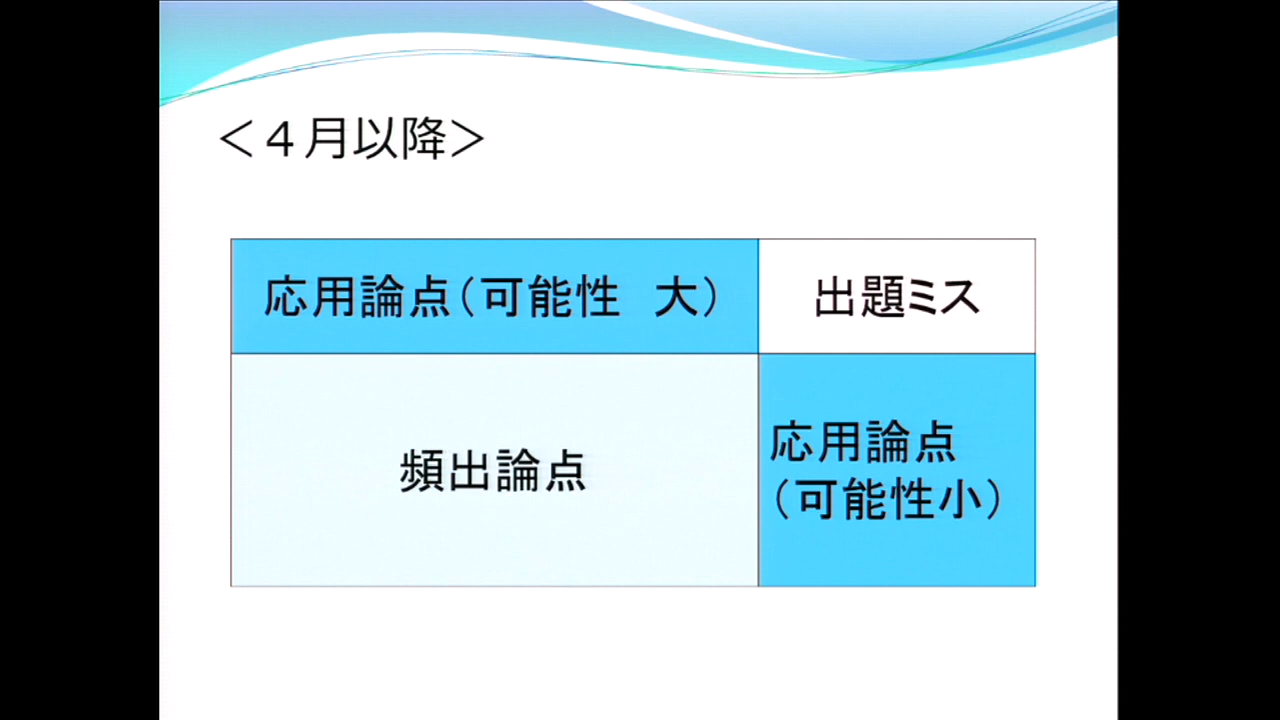 ＜４月以降＞
応用論点（可能性　大）
出題ミス
頻出論点
応用論点
（可能性小）